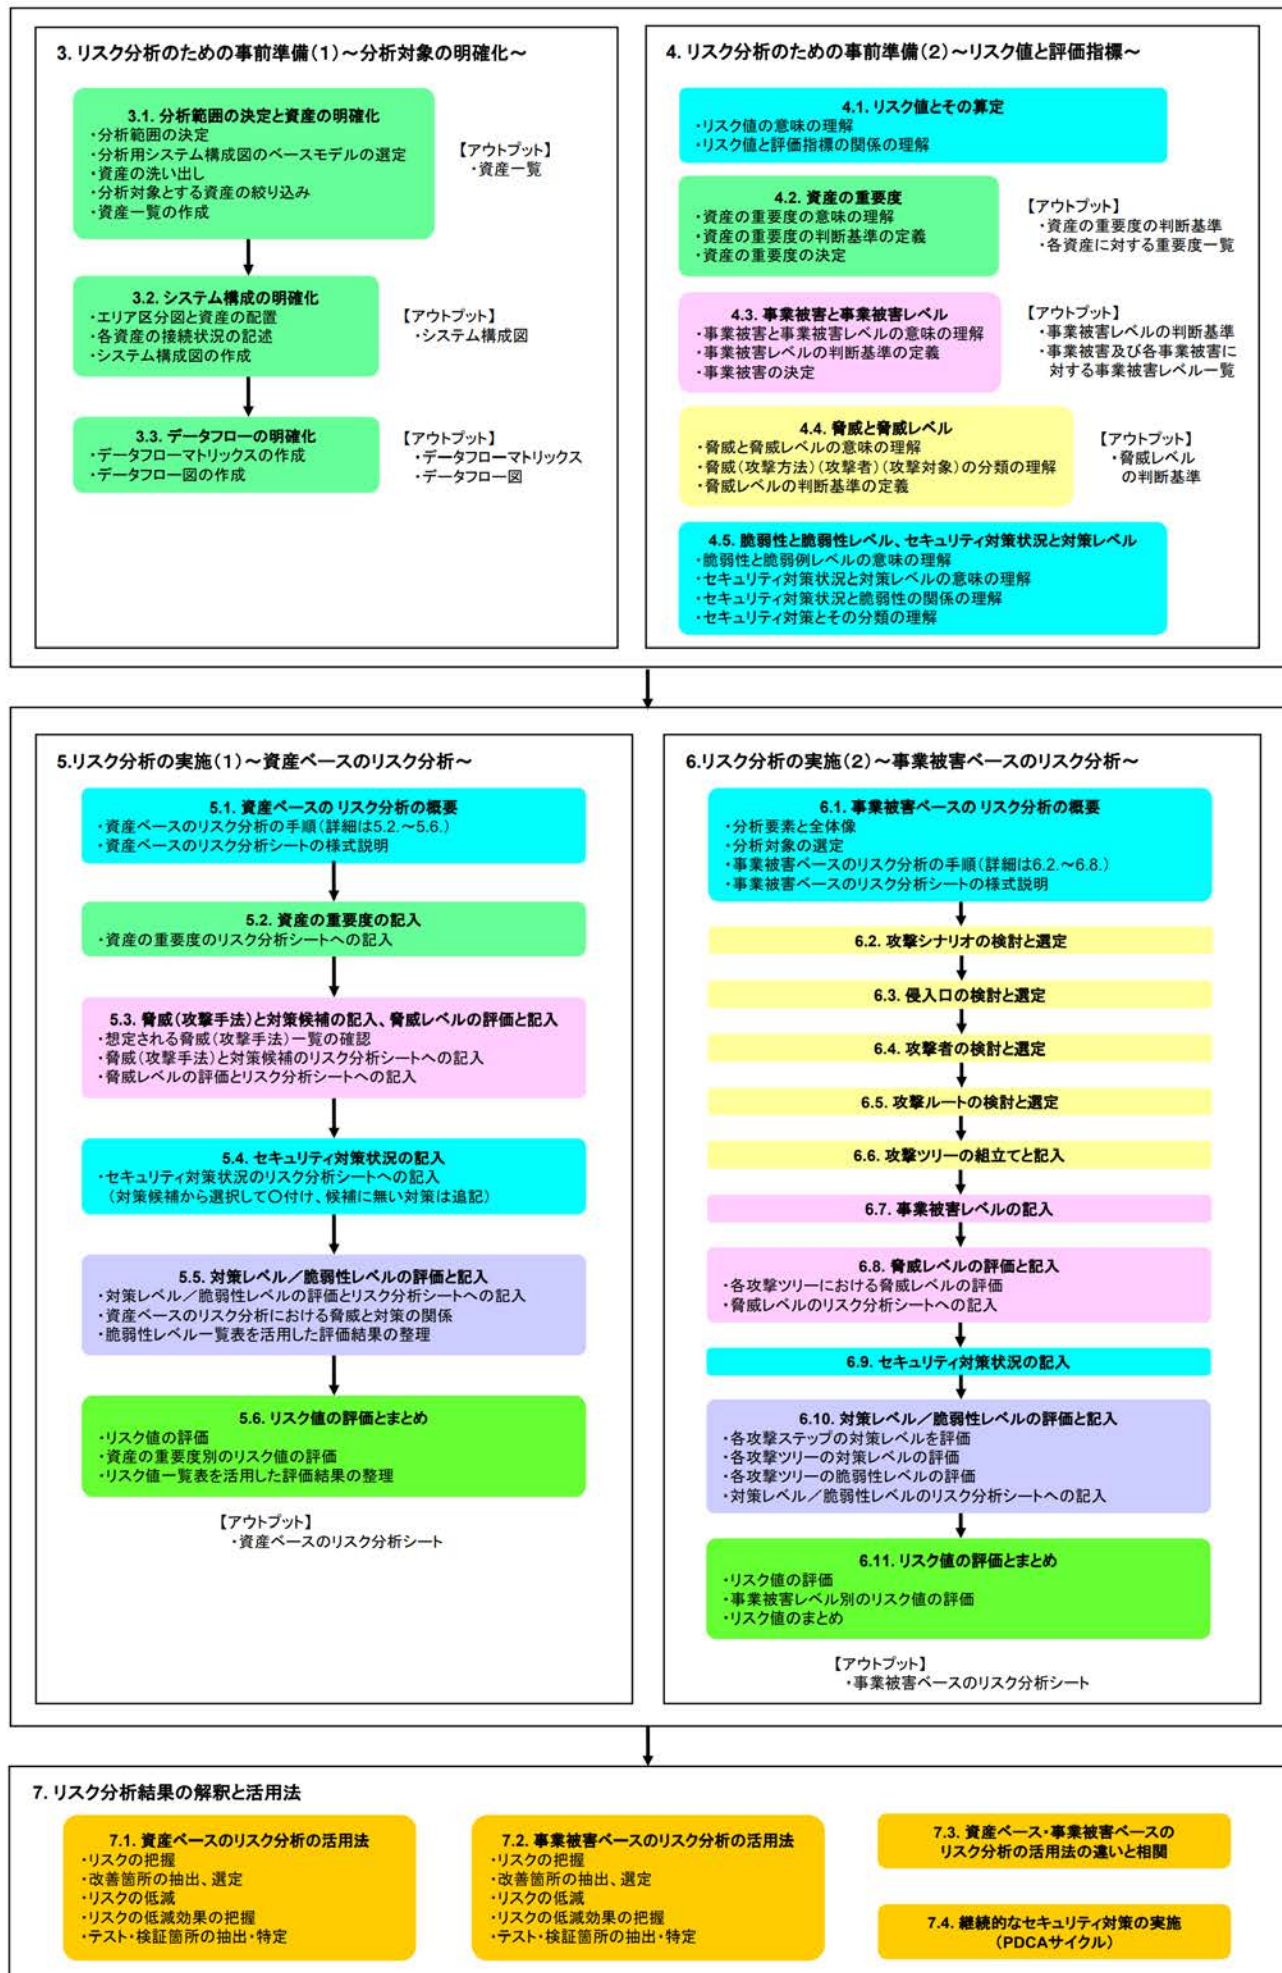 3. リスク分析のための事前準備(1)～分析対象の明確化～
3.1. 分析範囲の決定と資産の明確化
・分析範囲の決定
・分析用システム構成図のベースモデルの選定
・資産の洗い出し
・分析対象とする資産の絞り込み
・資産一覧の作成
【アウトプット】
・資産一覧
3.2. システム構成の明確化
・エリア区分図と資産の配置
・各資産の接続状況の記述
・システム構成図の作成
【アウトプット】
・システム構成図
3.3. データフローの明確化
・データフローマトリックスの作成
・データフロー図の作成
【アウトプット】
・データフローマトリックス
・データフロー図
4. リスク分析のための事前準備(2)～リスク値と評価指標～
4.1. リスク値とその算定
・リスク値の意味の理解
・リスク値と評価指標の関係の理解
4.2. 資産の重要度
・資産の重要度の意味の理解
・資産の重要度の判断基準の定義
・資産の重要度の決定
【アウトプット】
・資産の重要度の判断基準
・各資産に対する重要度一覧
4.3. 事業被害と事業被害レベル
・事業被害と事業被害レベルの意味の理解
・事業被害レベルの判断基準の定義
・事業被害の決定
【アウトプット】
・事業被害レベルの判断基準
・事業被害及び各事業被害に
対する事業被害レベル一覧
4.4. 脅威と脅威レベル
・脅威と脅威レベルの意味の理解
・脅威(攻撃方法)(攻撃者)(攻撃対象)の分類の理解
・脅威レベルの判断基準の定義
【アウトプット】
・脅威レベル
の判断基準
4.5. 脆弱性と脆弱性レベル、セキュリティ対策状況と対策レベル
・脆弱性と脆弱例レベルの意味の理解
・セキュリティ対策状況と対策レベルの意味の理解
・セキュリティ対策状況と脆弱性の関係の理解
・セキュリティ対策とその分類の理解
5.リスク分析の実施(1)～資産ベースのリスク分析～
5.1. 資産ベースの リスク分析の概要
・資産ベースのリスク分析の手順(詳細は5.2.～5.6.)
・資産ベースのリスク分析シートの様式説明
5.2. 資産の重要度の記入
・資産の重要度のリスク分析シートへの記入
5.3. 脅威(攻撃手法)と対策候補の記入、脅威レベルの評価と記入
・想定される脅威(攻撃手法)一覧の確認
・脅威(攻撃手法)と対策候補のリスク分析シートへの記入
・脅威レベルの評価とリスク分析シートへの記入
5.4. セキュリティ対策状況の記入
・セキュリティ対策状況のリスク分析シートへの記入
(対策候補から選択して〇付け、候補に無い対策は追記)
5.5. 対策レベル／脆弱性レベルの評価と記入
・対策レベル／脆弱性レベルの評価とリスク分析シートへの記入
・資産ベースのリスク分析における脅威と対策の関係
・脆弱性レベル一覧表を活用した評価結果の整理
5.6. リスク値の評価とまとめ
・リスク値の評価
・資産の重要度別のリスク値の評価
・リスク値一覧表を活用した評価結果の整理
【アウトプット】
・資産ベースのリスク分析シート
6.リスク分析の実施(2)～事業被害ベースのリスク分析～
6.1. 事業被害ベースの リスク分析の概要
・分析要素と全体像
・分析対象の選定
・事業被害ベースのリスク分析の手順(詳細は6.2.～6.8.)
・事業被害ベースのリスク分析シートの様式説明
6.2. 攻撃シナリオの検討と選定
6.3. 侵入口の検討と選定
6.4. 攻撃者の検討と選定
6.5. 攻撃ルートの検討と選定
6.6. 攻撃ツリーの組立てと記入
6.7. 事業被害レベルの記入
6.8. 脅威レベルの評価と記入
・各攻撃ツリーにおける脅威レベルの評価
・脅威レベルのリスク分析シートへの記入
6.9. セキュリティ対策状況の記入
6.10. 対策レベル／脆弱性レベルの評価と記入
・各攻撃ステップの対策レベルを評価
・各攻撃ツリーの対策レベルの評価
・各攻撃ツリーの脆弱性レベルの評価
・対策レベル／脆弱性レベルのリスク分析シートへの記入
6.11. リスク値の評価とまとめ
・リスク値の評価
・事業被害レベル別のリスク値の評価
・リスク値のまとめ
【アウトプット】
・事業被害ベースのリスク分析シート
7. リスク分析結果の解釈と活用法
7.1. 資産ベースのリスク分析の活用法
・リスクの把握
・改善箇所の抽出、選定
・リスクの低減
・リスクの低減効果の把握
・テスト・検証箇所の抽出・特定
7.2. 事業被害ベースのリスク分析の活用法
・リスクの把握
・改善箇所の抽出、選定
・リスクの低減
・リスクの低減効果の把握
・テスト・検証箇所の抽出・特定
7.3. 資産ベース・事業被害ベースの
リスク分析の活用法の違いと相関
7.4. 継続的なセキュリティ対策の実施
(PDCAサイクル)